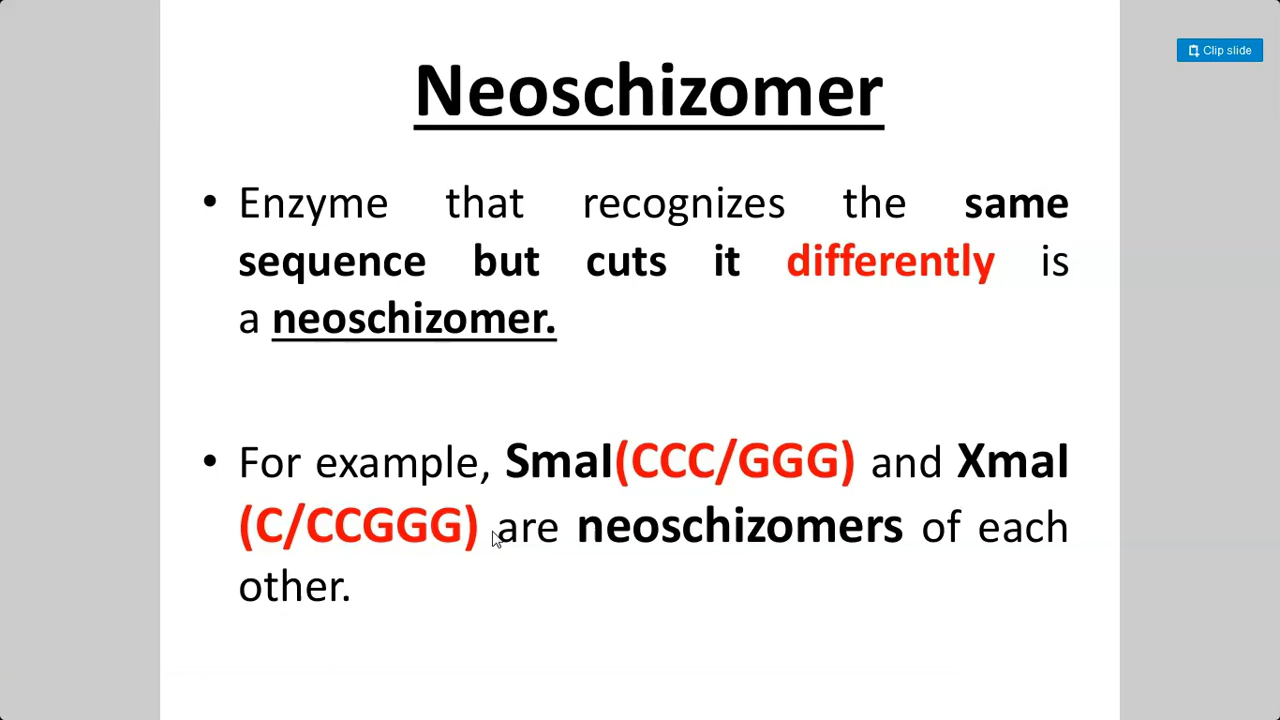 Clip slide
Neoschizomer
• Enzyme that recognizes the same
sequence but cuts it differently is
a neoschizomer.
• For example, SmaI(CCC/GGG) and XmaI
(C/CCGGG) are neoschizomers of each
other.